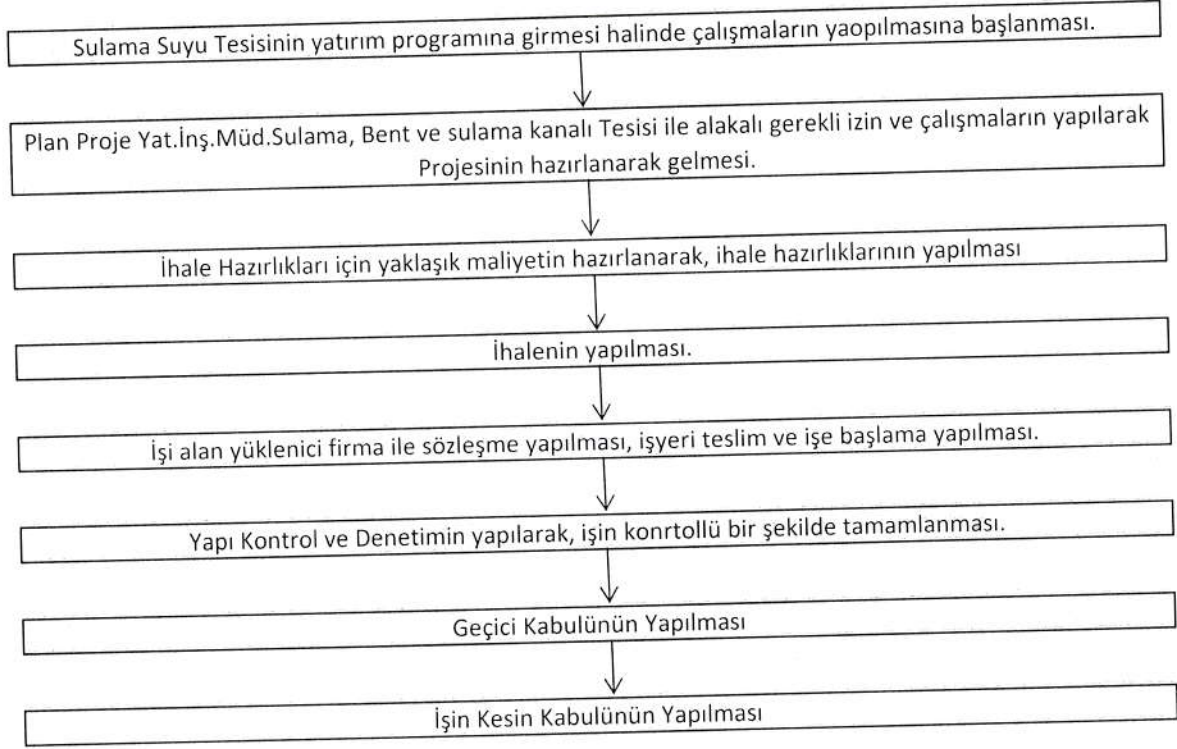 Sulama Suyu Tesisinin yatırım programına girmesi halinde çalışmaların yaopılmasına başlanması.
Plan Proje Yat.İnş.Müd.Sulama, Bent ve sulama kanalı Tesisi ile alakalı gerekli izin ve çalışmaların yapılarak
Projesinin hazırlanarak gelmesi.
İhale Hazırlıkları için yaklaşık maliyetin hazırlanarak, ihale hazırlıklarının yapılması
İhalenin yapılması.
İşi alan yüklenici firma ile sözleşme yapılması, işyeri teslim ve işe başlama yapılması.
Yapı Kontrol ve Denetimin yapılarak, işin konrtollü bir şekilde tamamlanması.
Geçici Kabulünün Yapılması
İşin Kesin Kabulünün Yapılması